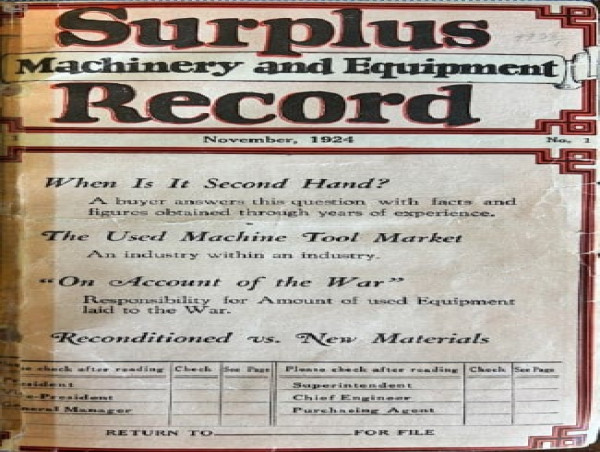 Surplus
Machinery and Equipment
Record
November, 1924 No. 1
When Is It Second Hand?
A buyer answers this question with facts and
figures obtained through years of experience.
The Used Machine Tool Market
An industry within an industry.
"On Account of the War"
Responsibility for Amount of used Equipment
laid to the War.
Reconditioned vs. New Materials
check after reading Check See Page Please check after reading Check See Page
sident Superintendent
e-President Chief Engineer
neral Manager Purchasing Agent
RETURN TO FOR FILE